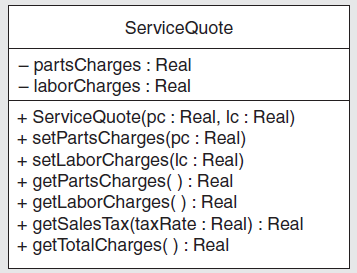 ServiceQuote
– partsCharges : Real
– laborCharges : Real
+ ServiceQuote(pc : Real, lc : Real)
+ setPartsCharges(pc : Real)
+ setLaborCharges(lc : Real)
+ getPartsCharges( ) : Real
+ getLaborCharges( ) : Real
+ getSalesTax(taxRate : Real) : Real
+ getTotalCharges( ) : Real